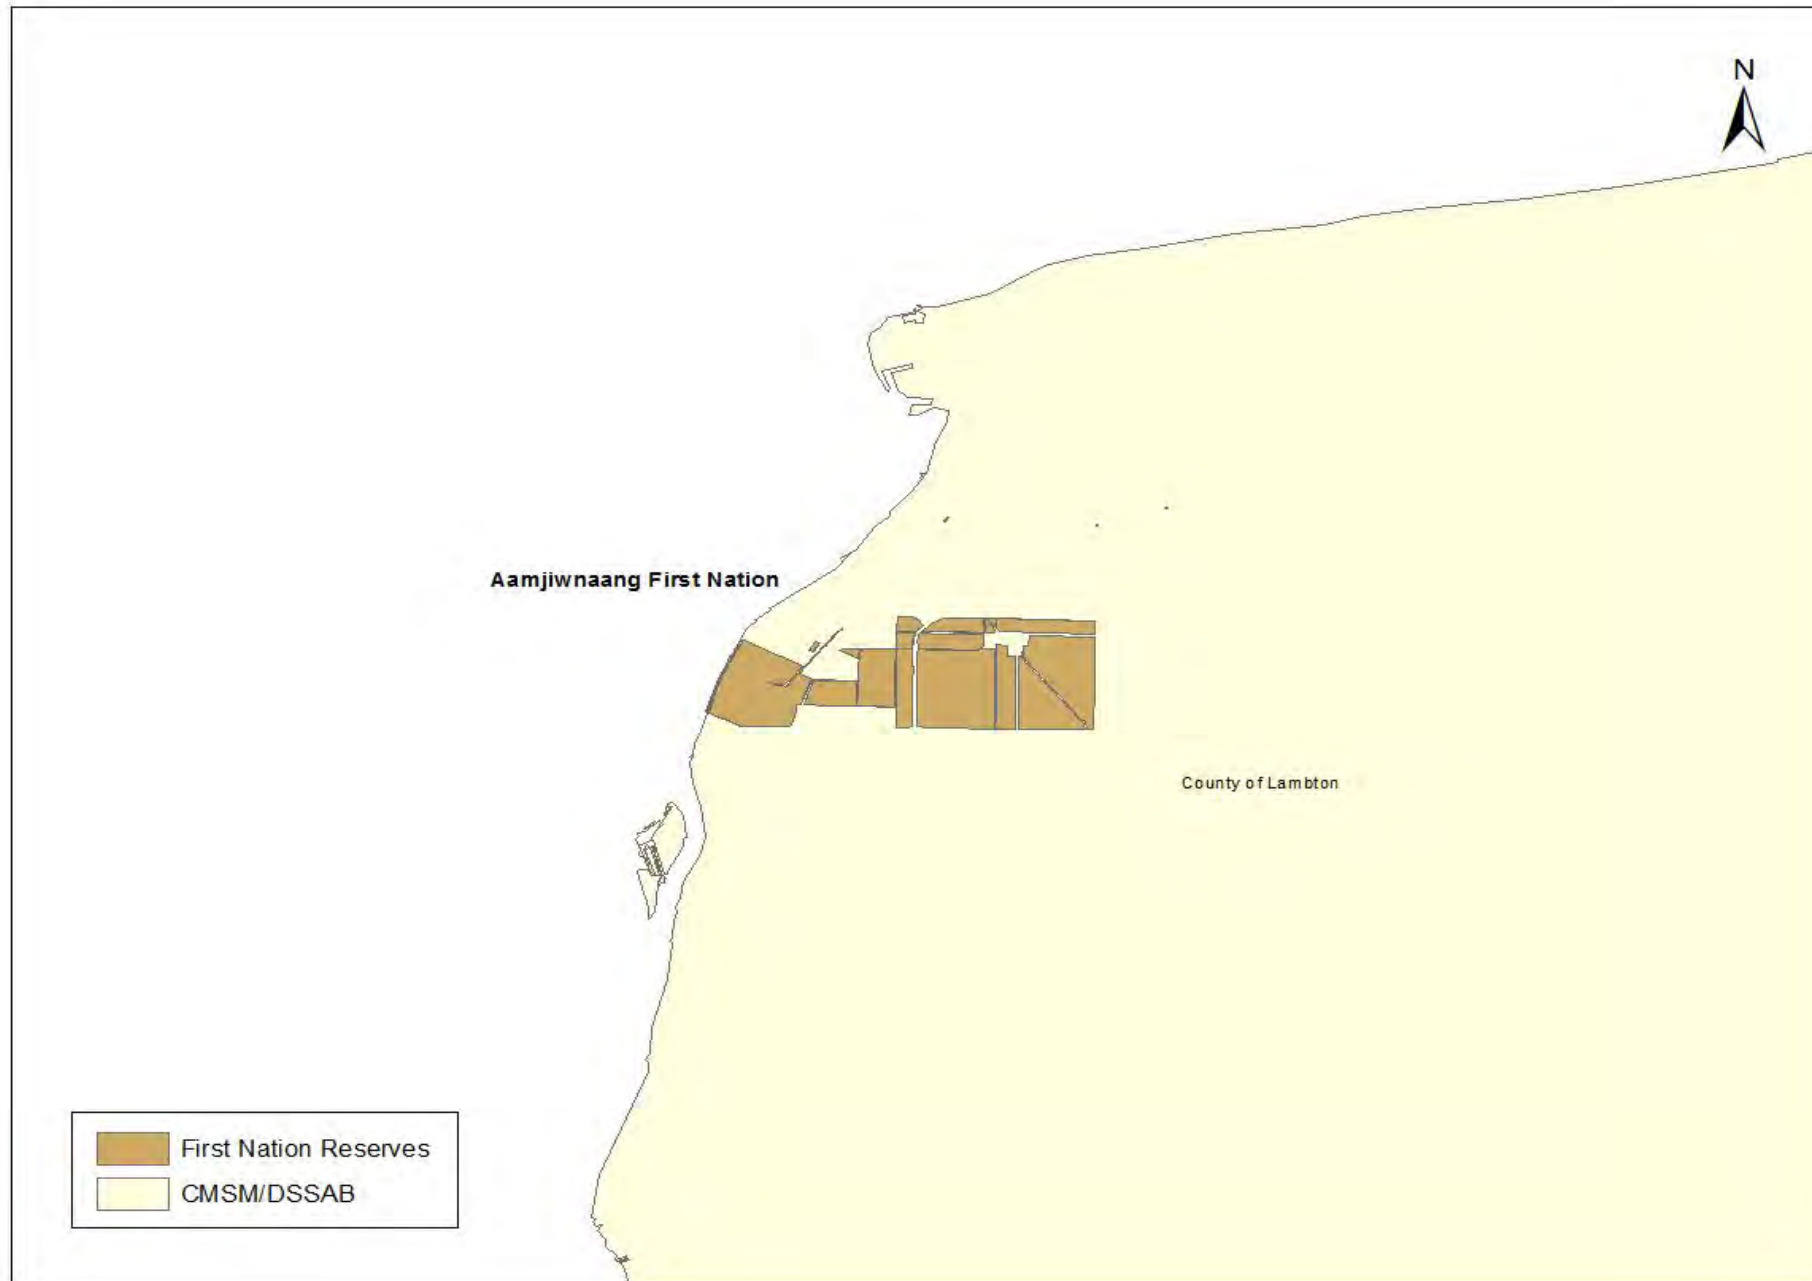 N
Aamjiwnaang First Nation
County of Lambton
First Nation Reserves
CMSM/DSSAB